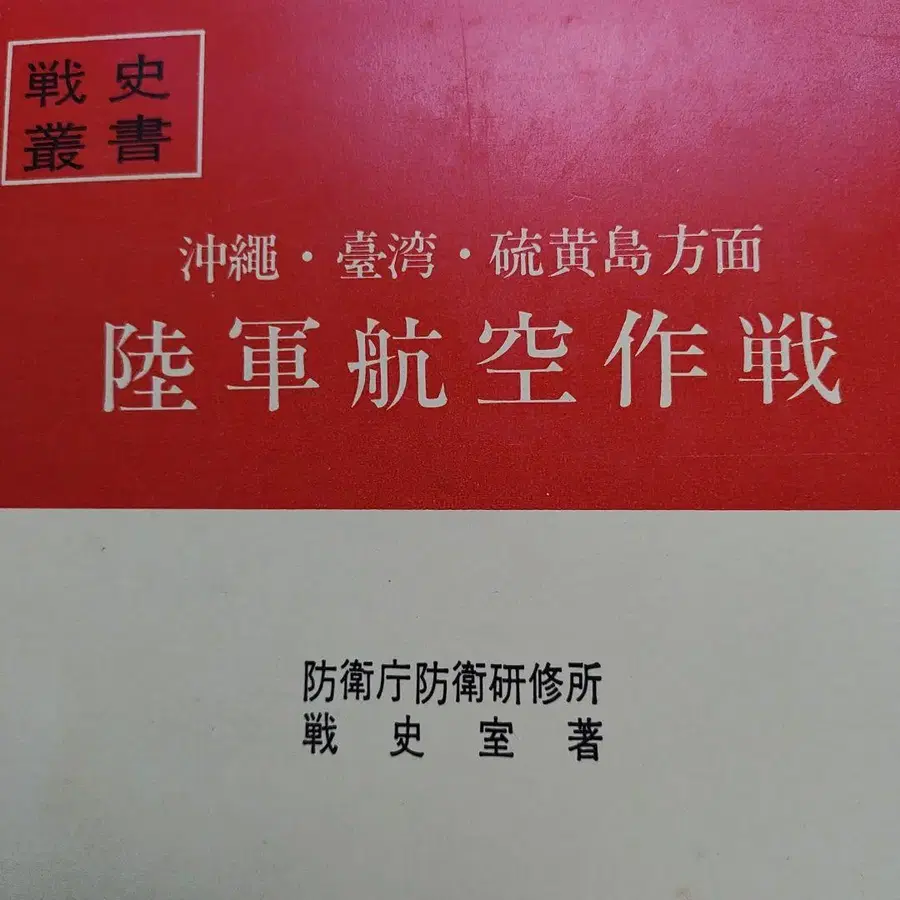 戦史
叢書
沖繩・臺湾・硫黄島方面
陸軍航空作戦
防衛庁防衛研修所
戦史室著